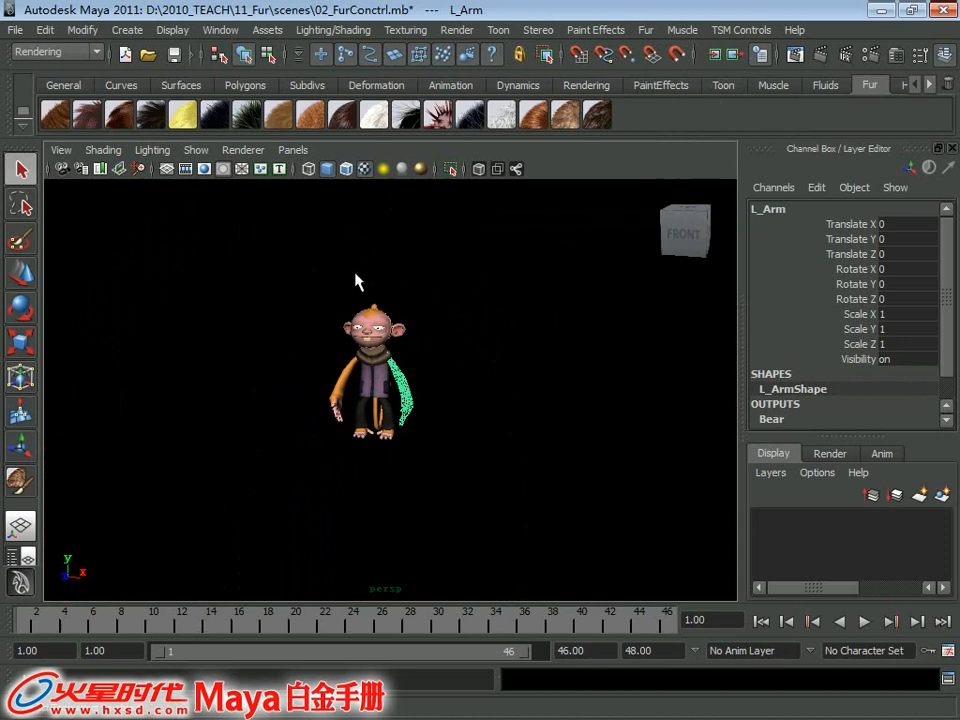 Autodesk Maya 2011: D:\2010_TEACH\11_Fur\scenes\02_FurConctrl.mb* --- L_Arm
File Edit Modify Create Display Window Assets Lighting/Shading Texturing Render Toon Stereo Paint Effects Fur Muscle TSM Controls Help
Rendering
General Curves Surfaces Polygons Subdivs Deformation Animation Dynamics Rendering PaintEffects Toon Muscle Fluids Fur
View Shading Lighting Show Renderer Panels
Channel Box / Layer Editor
Channels Edit Object Show
L_Arm
Translate X 0
Translate Y 0
Translate Z 0
Rotate X 0
Rotate Y 0
Rotate Z 0
Scale X 1
Scale Y 1
Scale Z 1
Visibility on
SHAPES
L_ArmShape
OUTPUTS
Bear
FRONT
Display Render Anim
Layers Options Help
y
x
z
persp
2 4 6 8 10 12 14 16 18 20 22 24 26 28 30 32 34 36 38 40 42 44 46
1.00
1.00 1.00 1 46 46.00 48.00 No Anim Layer No Character Set
火星时代
www.hxsd.com
Maya 白金手册